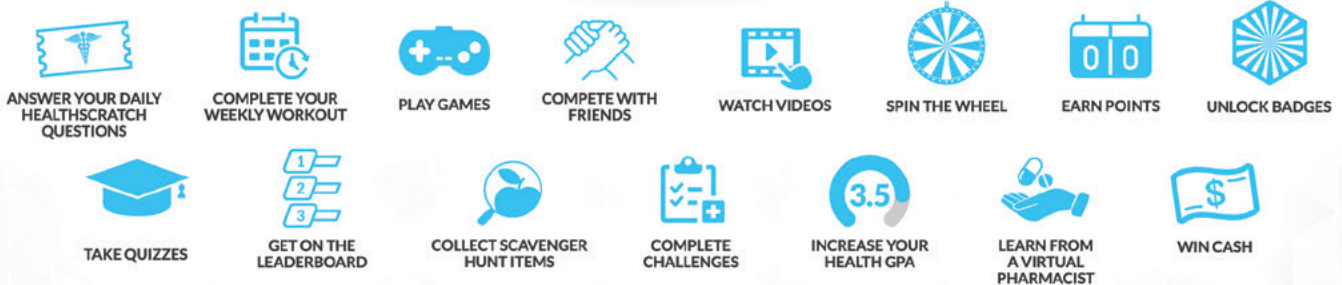 ANSWER YOUR DAILY
HEALTHSCRATCH
QUESTIONS
COMPLETE YOUR
WEEKLY WORKOUT
PLAY GAMES
COMPETE WITH
FRIENDS
WATCH VIDEOS
SPIN THE WHEEL
0 0
EARN POINTS
UNLOCK BADGES
TAKE QUIZZES
1
2
3
GET ON THE
LEADERBOARD
COLLECT SCAVENGER
HUNT ITEMS
COMPLETE
CHALLENGES
3.5
INCREASE YOUR
HEALTH GPA
LEARN FROM
A VIRTUAL
PHARMACIST
$
WIN CASH